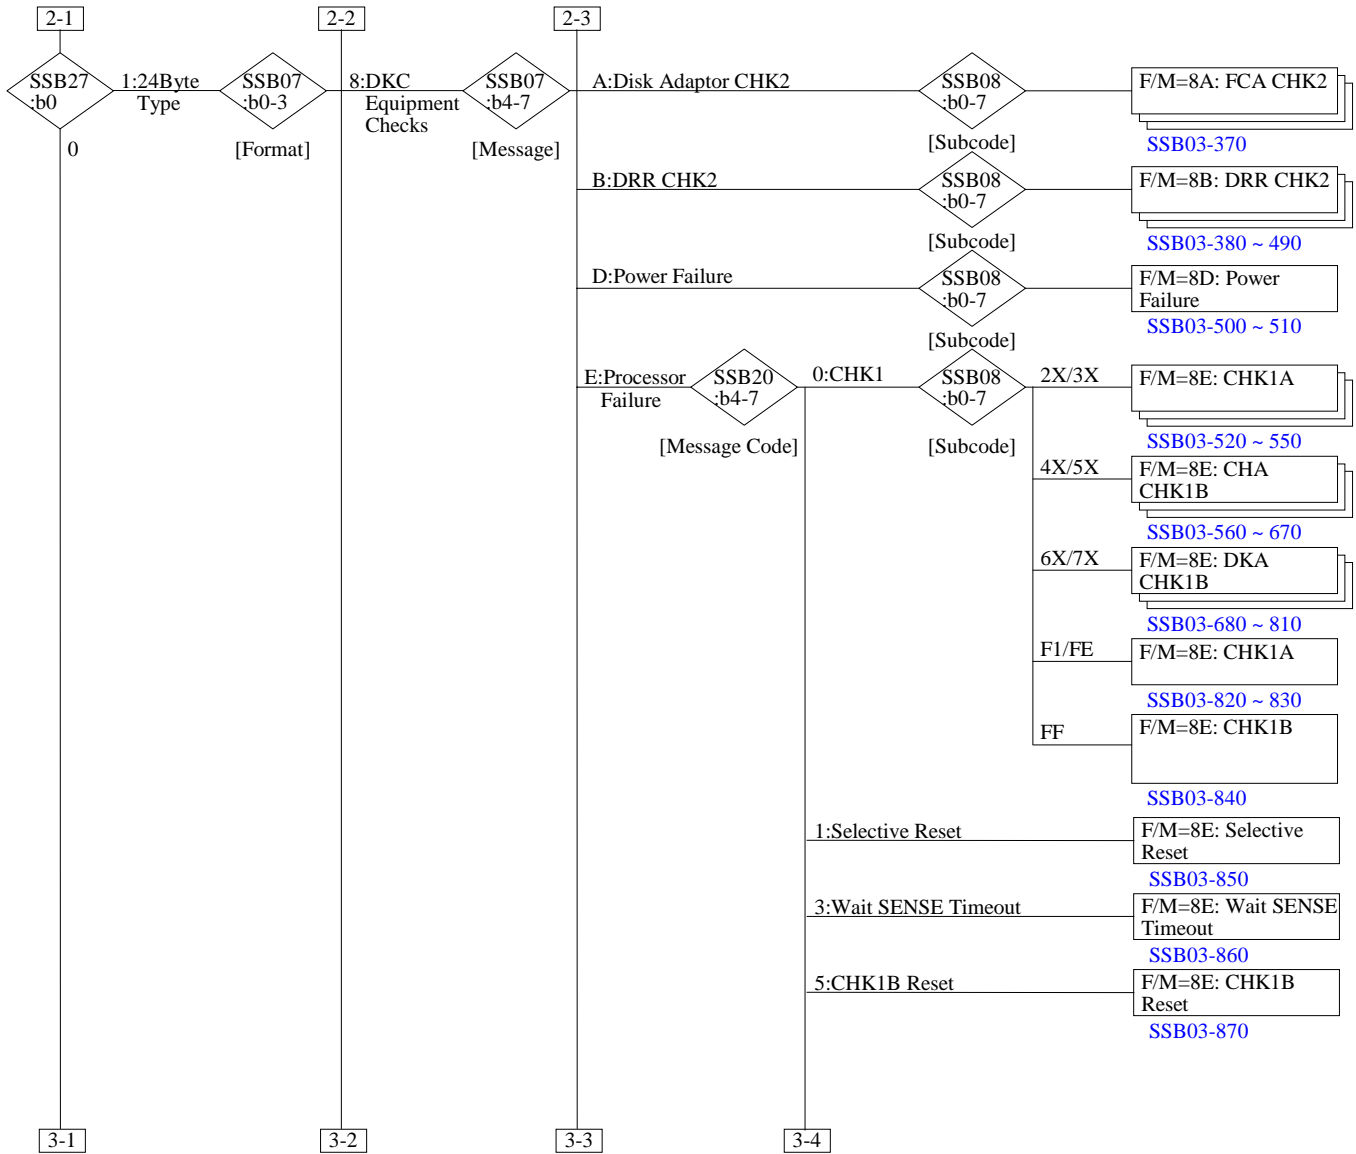 2-1
2-2
2-3
SSB27
:b0
1:24Byte
Type
SSB07
:b0-3
8:DKC
Equipment
Checks
SSB07
:b4-7
A:Disk Adaptor CHK2
SSB08
:b0-7
F/M=8A: FCA CHK2
0
[Format]
[Message]
[Subcode]
SSB03-370
B:DRR CHK2
SSB08
:b0-7
F/M=8B: DRR CHK2
[Subcode]
SSB03-380 ~ 490
D:Power Failure
SSB08
:b0-7
F/M=8D: Power
Failure
[Subcode]
SSB03-500 ~ 510
E:Processor
Failure
SSB20
:b4-7
0:CHK1
SSB08
:b0-7
2X/3X
F/M=8E: CHK1A
[Message Code]
[Subcode]
SSB03-520 ~ 550
4X/5X
F/M=8E: CHA
CHK1B
SSB03-560 ~ 670
6X/7X
F/M=8E: DKA
CHK1B
SSB03-680 ~ 810
F1/FE
F/M=8E: CHK1A
SSB03-820 ~ 830
FF
F/M=8E: CHK1B
SSB03-840
1:Selective Reset
F/M=8E: Selective
Reset
SSB03-850
3:Wait SENSE Timeout
F/M=8E: Wait SENSE
Timeout
SSB03-860
5:CHK1B Reset
F/M=8E: CHK1B
Reset
SSB03-870
3-1
3-2
3-3
3-4